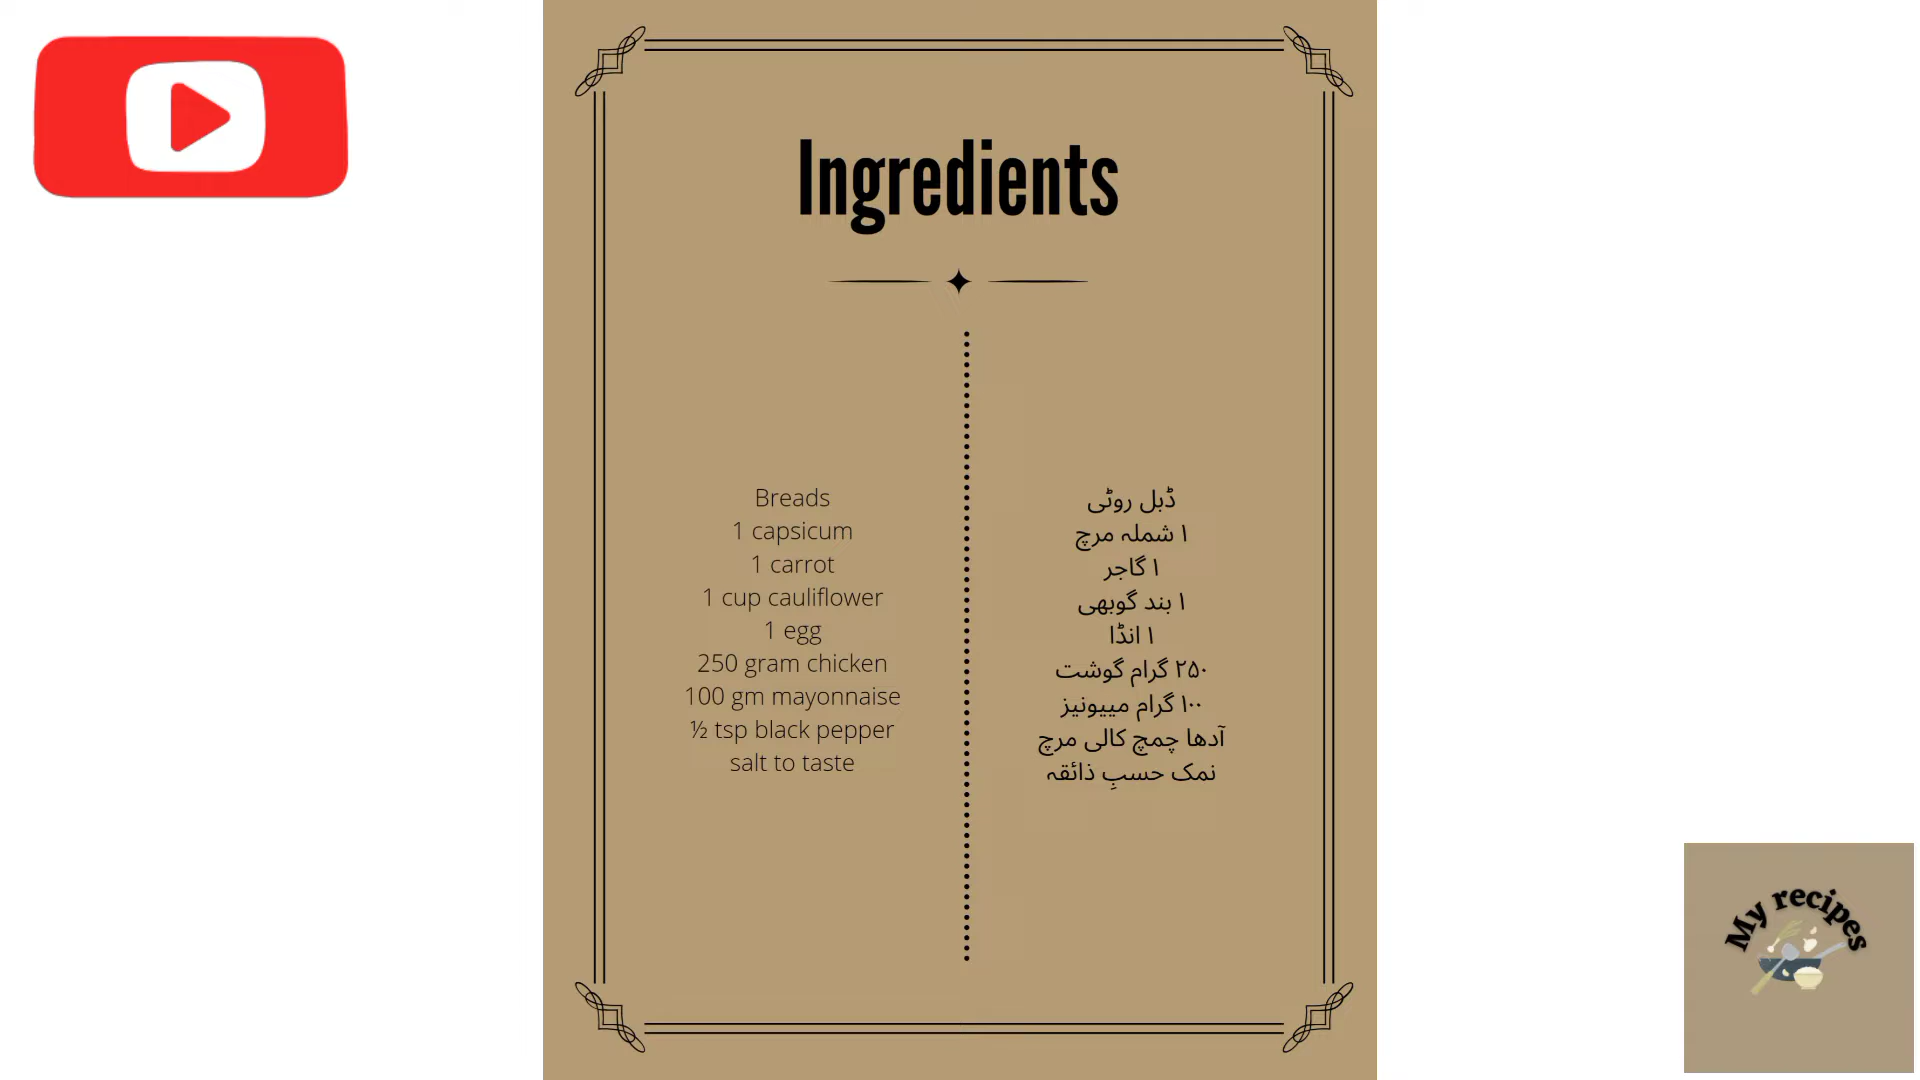 Ingredients
Breads
1 capsicum
1 carrot
1 cup cauliflower
1 egg
250 gram chicken
100 gm mayonnaise
½ tsp black pepper
salt to taste
ڈبل روٹی
۱ شملہ مرچ
۱ گاجر
۱ بند گوبھی
۱ انڈا
۲۵۰ گرام گوشت
۱۰۰ گرام مییونیز
آدھا چمچ کالی مرچ
نمک حسبِ ذائقہ
My recipes